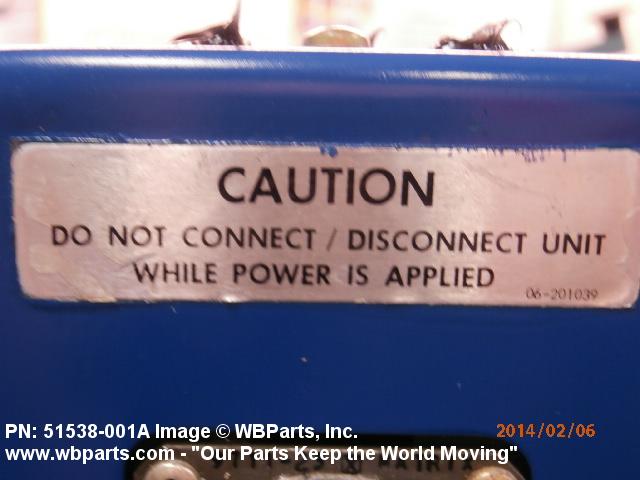 CAUTION
DO NOT CONNECT / DISCONNECT UNIT
WHILE POWER IS APPLIED
06-201039
PN: 51538-001A Image © WBParts, Inc.
2014/02/06
www.wbparts.com - "Our Parts Keep the World Moving"